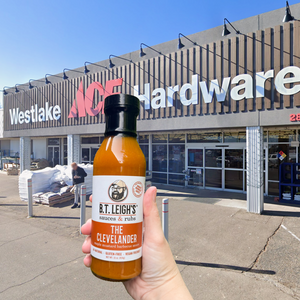 Westlake ACE Hardware
B.T. LEIGH'S
sauces & rubs
THE
CLEVELANDER